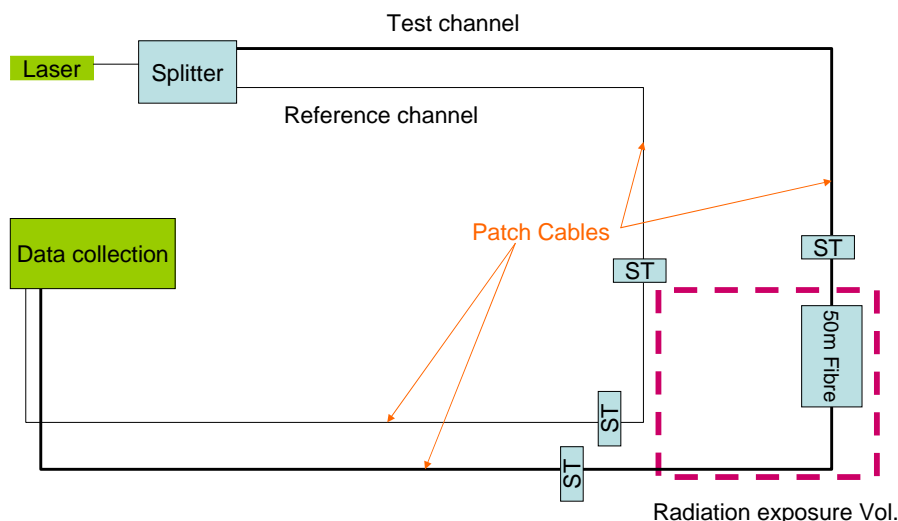 Test channel
Laser
Splitter
Reference channel
Patch Cables
ST
Data collection
ST
50m Fibre
ST
ST
Radiation exposure Vol.